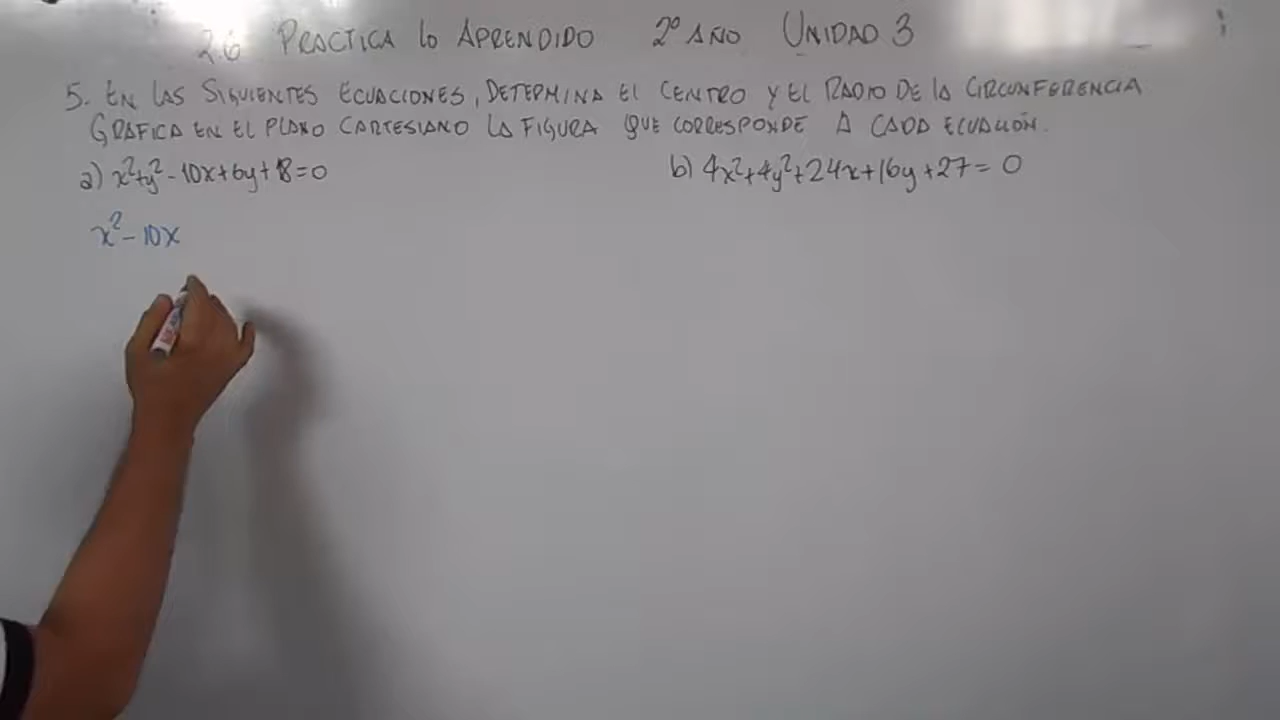 2.6 PRACTICA lo APRENDIDO 2º AÑO UNIDAD 3
5. EN LAS SIGUIENTES ECUACIONES, DETERMINA El CENTRO Y El RADIO DE la CIRCUNFERENCIA
GRAFICA EN EL PLANO CARTESIANO LA FIGURA QUE CORRESPONDE A CADA ECUACIÓN.
a) x²+y²-10x+6y+18=0
b) 4x²+4y²+24x+16y+27=0
x²-10x